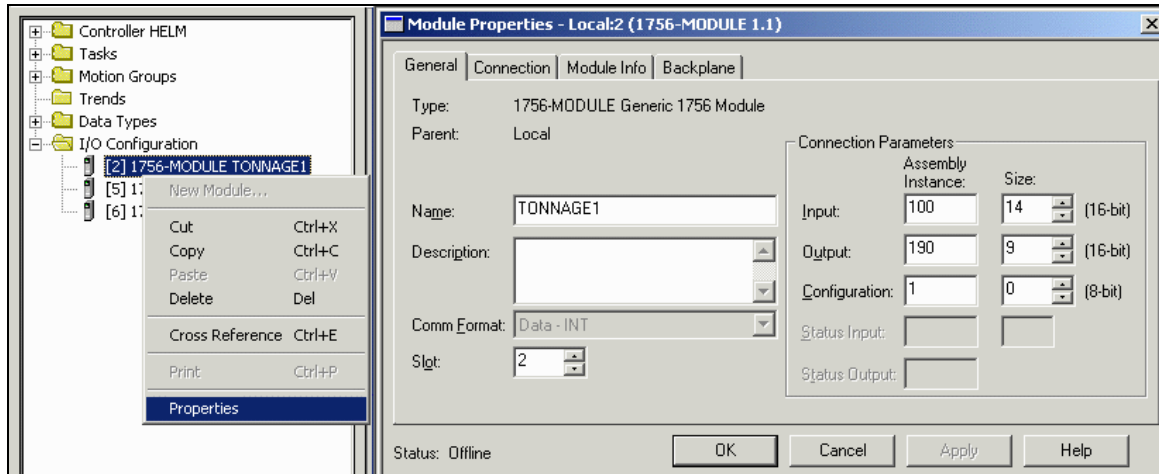 Controller HELM
Tasks
Motion Groups
Trends
Data Types
I/O Configuration
[2] 1756-MODULE TONNAGE1
[5] 17
[6] 17
New Module...
Cut Ctrl+X
Copy Ctrl+C
Paste Ctrl+V
Delete Del
Cross Reference Ctrl+E
Print Ctrl+P
Properties
Module Properties - Local:2 (1756-MODULE 1.1)
General Connection Module Info Backplane
Type: 1756-MODULE Generic 1756 Module
Parent: Local
Name: TONNAGE1
Description:
Comm Format: Data - INT
Slot: 2
Connection Parameters
Assembly
Instance: Size:
Input: 100 14 (16-bit)
Output: 190 9 (16-bit)
Configuration: 1 0 (8-bit)
Status Input:
Status Output:
Status: Offline
OK Cancel Apply Help